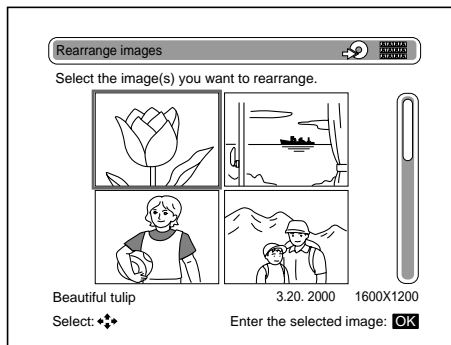 Rearrange images
Select the image(s) you want to rearrange.
Beautiful tulip 3.20. 2000 1600X1200
Select: Enter the selected image: OK